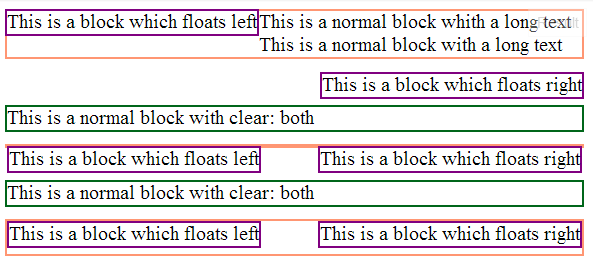 This is a block which floats left This is a normal block whith a long text
This is a normal block with a long text
This is a block which floats right
This is a normal block with clear: both
This is a block which floats left This is a block which floats right
This is a normal block with clear: both
This is a block which floats left This is a block which floats right